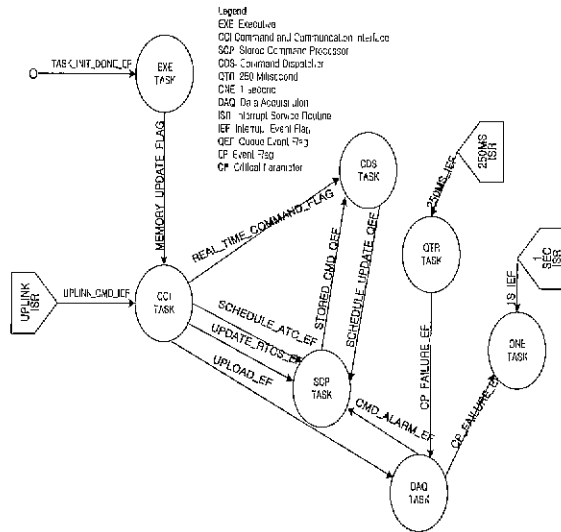 Legend
EXE Executive
CCI Command and Communication Interface
SCP Stored Command Processor
CDS Command Dispatcher
QTR 250 Millisecond
ONE 1 second
DAQ Data Acquisition
ISR Interrupt Service Routine
IEF Interrupt Event Flag
QEF Queue Event Flag
EF Event Flag
CP Critical Parameter
TASK_INIT_DONE_EF
EXE
TASK
MEMORY_UPDATE_FLAG
CDS
TASK
250MS
ISR
250MS_IEF
REAL_TIME_COMMAND_FLAG
STORED_CMD_QEF
SCHEDULE_UPDATE_QEF
QTR
TASK
1
SEC
ISR
1S_IEF
UPLINK
ISR
UPLINK_CMD_IEF
CCI
TASK
SCHEDULE_ATC_EF
UPDATE_RTCS_EF
UPLOAD_EF
SCP
TASK
ONE
TASK
CP_FAILURE_EF
CMD_ALARM_EF
CP_FAILURE_EF
DAQ
TASK